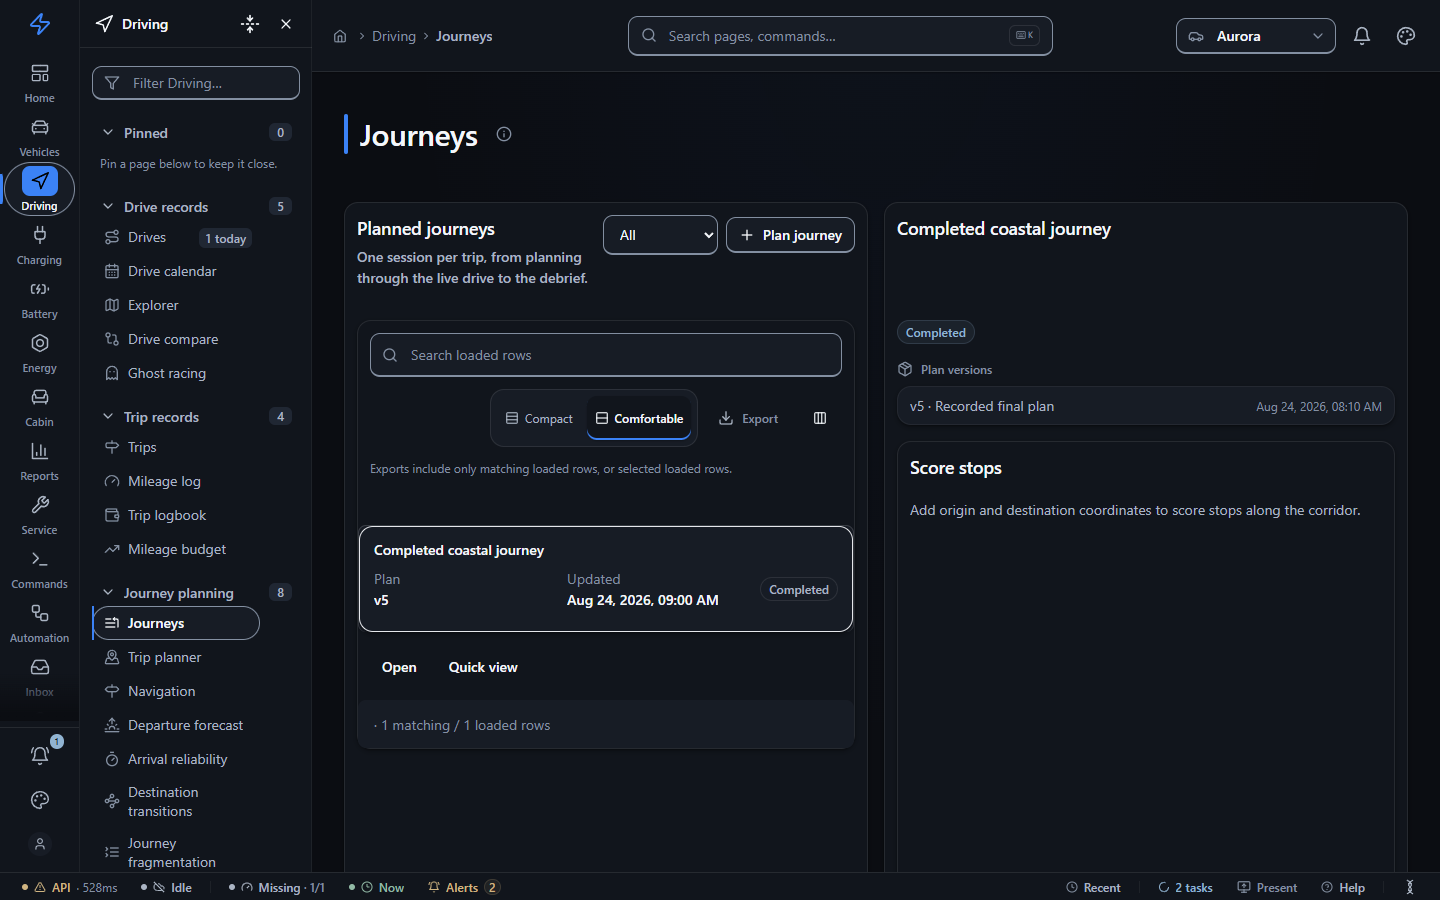 Home
Vehicles
Driving
Charging
Battery
Energy
Cabin
Reports
Service
Commands
Automation
Inbox
1
Driving
Filter Driving...
Pinned 0
Pin a page below to keep it close.
Drive records 5
Drives 1 today
Drive calendar
Explorer
Drive compare
Ghost racing
Trip records 4
Trips
Mileage log
Trip logbook
Mileage budget
Journey planning 8
Journeys
Trip planner
Navigation
Departure forecast
Arrival reliability
Destination
transitions
Journey
fragmentation
Driving Journeys
Search pages, commands... K
Aurora
Journeys
Planned journeys
One session per trip, from planning
through the live drive to the debrief.
All
Plan journey
Search loaded rows
Compact Comfortable Export
Exports include only matching loaded rows, or selected loaded rows.
Completed coastal journey
Plan Updated
v5 Aug 24, 2026, 09:00 AM Completed
Open Quick view
· 1 matching / 1 loaded rows
Completed coastal journey
Completed
Plan versions
v5 · Recorded final plan Aug 24, 2026, 08:10 AM
Score stops
Add origin and destination coordinates to score stops along the corridor.
API · 528ms Idle Missing · 1/1 Now Alerts 2 Recent 2 tasks Present Help